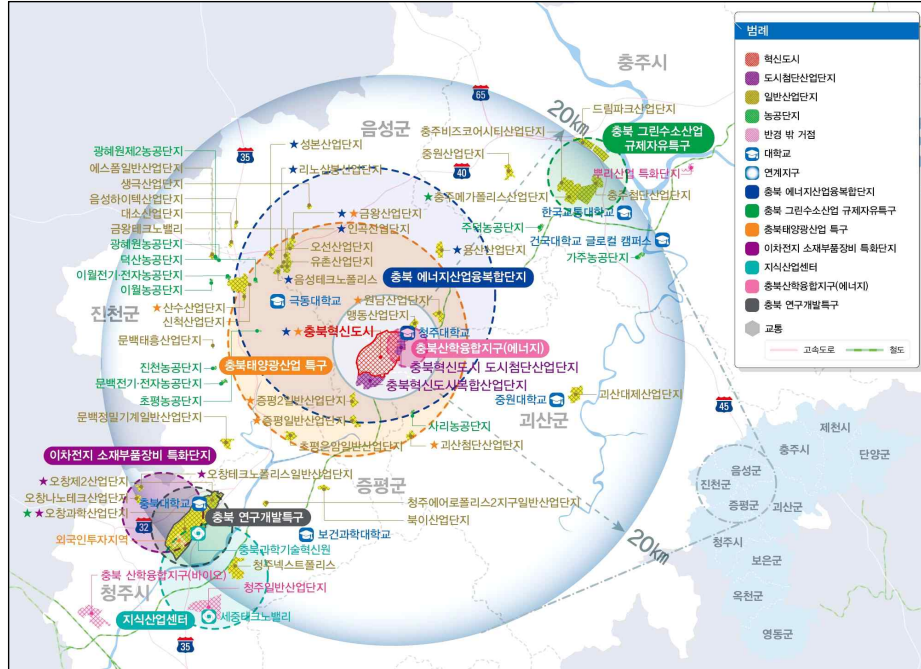 범례
혁신도시
도시첨단산업단지
일반산업단지
농공단지
반경 밖 거점
대학교
연계지구
충북 에너지산업융복합단지
충북 그린수소산업 규제자유특구
충북태양광산업 특구
이차전지 소재부품장비 특화단지
지식산업센터
충북산학융합지구(에너지)
충북 연구개발특구
교통
고속도로
철도
충주시
65
20km
드림파크산업단지
음성군
충주비즈코어시티산업단지
충북 그린수소산업
규제자유특구
★성본산업단지
광혜원제2농공단지
35
중원산업단지
에스폼일반산업단지
★리노삼봉산업단지
40
뿌리산업 특화단지
생극산업단지
★충주메가폴리스산업단지
충주첨단산업단지
음성하이텍산업단지
★★금왕산업단지
한국교통대학교
대소산업단지
★인곡산업단지
주덕농공단지
금왕테크노밸리
오선산업단지
건국대학교 글로컬 캠퍼스
광혜원농공단지
유촌산업단지
★용산산업단지
가주농공단지
덕산농공단지
★음성테크노폴리스
충북 에너지산업융복합단지
이월전기·전자농공단지
이월농공단지
극동대학교
★원남산업단지
진천군
★산수산업단지
맹동산업단지
신척산업단지
★★충북혁신도시
청주대학교
문백태흥산업단지
충북산학융합지구(에너지)
충북태양광산업 특구
충북혁신도시 도시첨단산업단지
진천농공단지
충북혁신도시복합산업단지
문백전기·전자농공단지
초평농공단지
★증평2일반산업단지
중원대학교
괴산대제산업단지
45
문백정밀기계일반산업단지
★증평일반산업단지
사리농공단지
괴산군
초평은암일반산업단지
★괴산첨단산업단지
이차전지 소재부품장비 특화단지
★오창테크노폴리스일반산업단지
증평군
★오창제2산업단지
오창나노테크산업단지
충북대학교
청주에어로폴리스2지구일반산업단지
★★오창과학산업단지
충북 연구개발특구
북이산업단지
32
보건과학대학교
외국인투자지역
충북과학기술혁신원
20km
청주넥스트폴리스
충북 산학융합지구(바이오)
청주일반산업단지
청주시
지식산업센터
세중테크노밸리
35
제천시
충주시
단양군
음성군
진천군
괴산군
증평군
청주시
보은군
옥천군
영동군